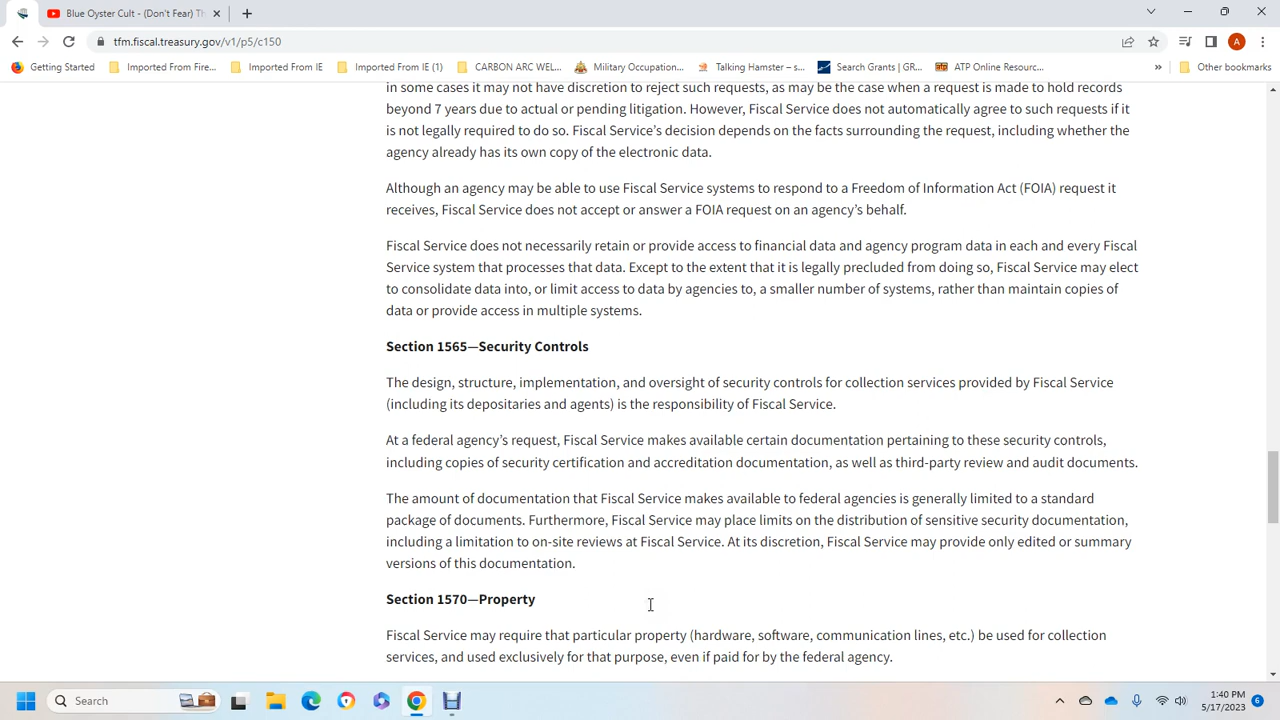 Blue Oyster Cult - (Don't Fear) Th
tfm.fiscal.treasury.gov/v1/p5/c150
A
Getting Started
Imported From Fire...
Imported From IE
Imported From IE (1)
CARBON ARC WEL...
Military Occupation...
Talking Hamster – s...
Search Grants | GR...
ATP Online Resourc...
»
Other bookmarks
in some cases it may not have discretion to reject such requests, as may be the case when a request is made to hold records
beyond 7 years due to actual or pending litigation. However, Fiscal Service does not automatically agree to such requests if it
is not legally required to do so. Fiscal Service’s decision depends on the facts surrounding the request, including whether the
agency already has its own copy of the electronic data.
Although an agency may be able to use Fiscal Service systems to respond to a Freedom of Information Act (FOIA) request it
receives, Fiscal Service does not accept or answer a FOIA request on an agency’s behalf.
Fiscal Service does not necessarily retain or provide access to financial data and agency program data in each and every Fiscal
Service system that processes that data. Except to the extent that it is legally precluded from doing so, Fiscal Service may elect
to consolidate data into, or limit access to data by agencies to, a smaller number of systems, rather than maintain copies of
data or provide access in multiple systems.
Section 1565—Security Controls
The design, structure, implementation, and oversight of security controls for collection services provided by Fiscal Service
(including its depositaries and agents) is the responsibility of Fiscal Service.
At a federal agency’s request, Fiscal Service makes available certain documentation pertaining to these security controls,
including copies of security certification and accreditation documentation, as well as third-party review and audit documents.
The amount of documentation that Fiscal Service makes available to federal agencies is generally limited to a standard
package of documents. Furthermore, Fiscal Service may place limits on the distribution of sensitive security documentation,
including a limitation to on-site reviews at Fiscal Service. At its discretion, Fiscal Service may provide only edited or summary
versions of this documentation.
Section 1570—Property
Fiscal Service may require that particular property (hardware, software, communication lines, etc.) be used for collection
services, and used exclusively for that purpose, even if paid for by the federal agency.
Search
1:40 PM
5/17/2023
6